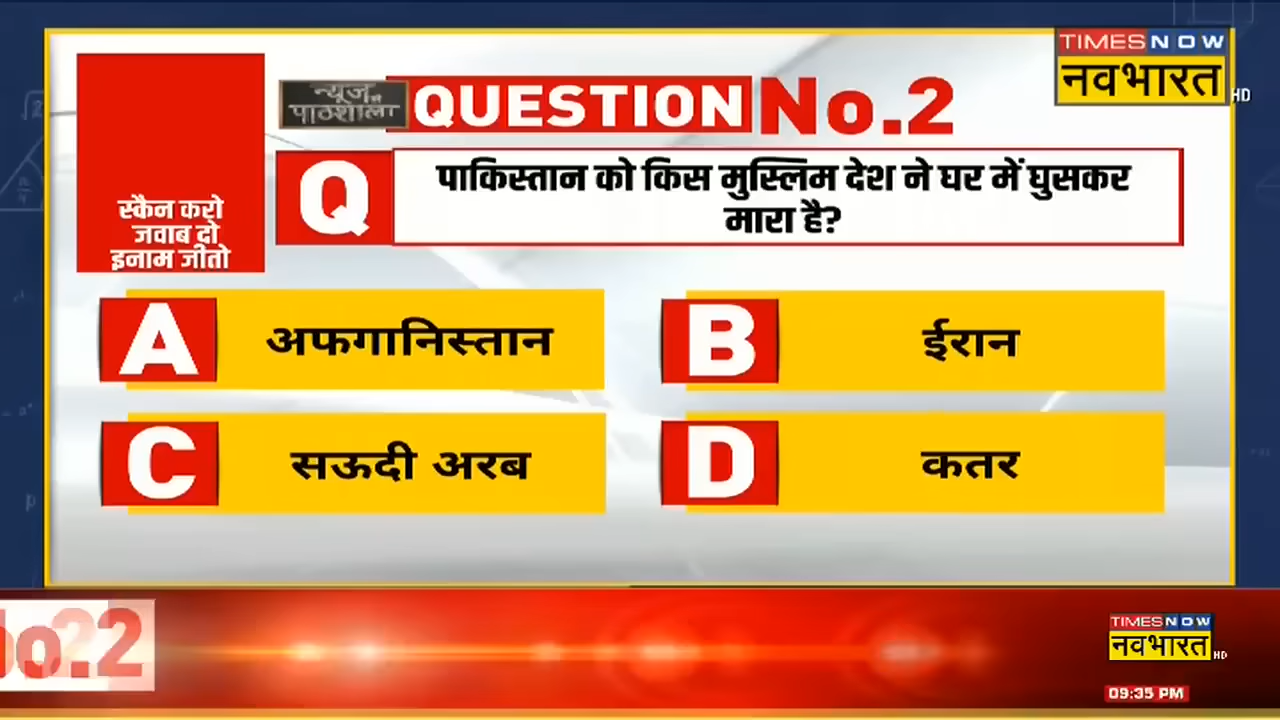 TIMES NOW
नवभारत HD
न्यूज की
पाठशाला
QUESTION No.2
Q
पाकिस्तान को किस मुस्लिम देश ने घर में घुसकर
मारा है?
स्कैन करो
जवाब दो
इनाम जीतो
A अफगानिस्तान
B ईरान
C सऊदी अरब
D कतर
No.2
TIMES NOW
नवभारत HD
09:35 PM